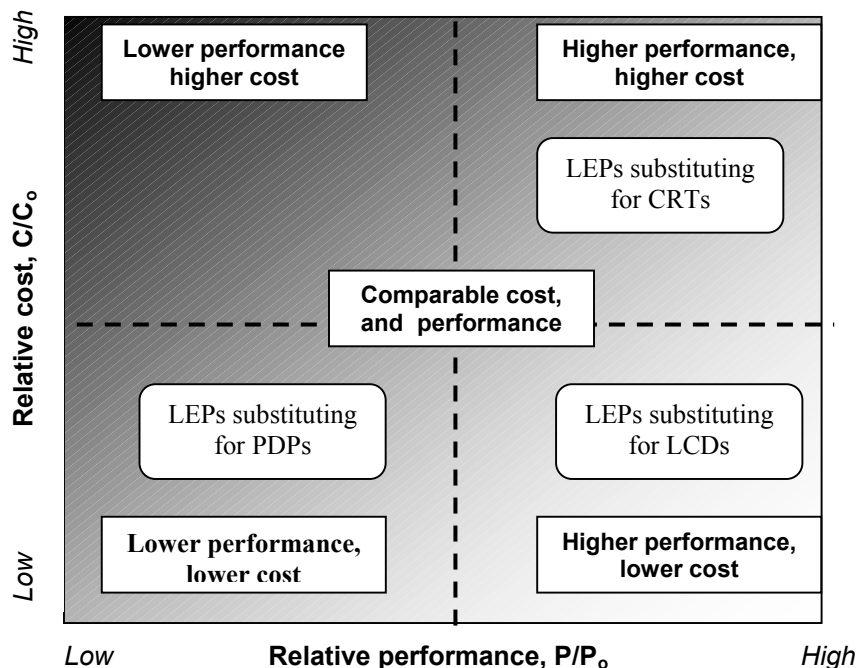 High
Lower performance
higher cost
Higher performance,
higher cost
LEPs substituting
for CRTs
Relative cost, C/Cₒ
Comparable cost,
and performance
LEPs substituting
for PDPs
LEPs substituting
for LCDs
Lower performance,
lower cost
Higher performance,
lower cost
Low
Low
Relative performance, P/Pₒ
High